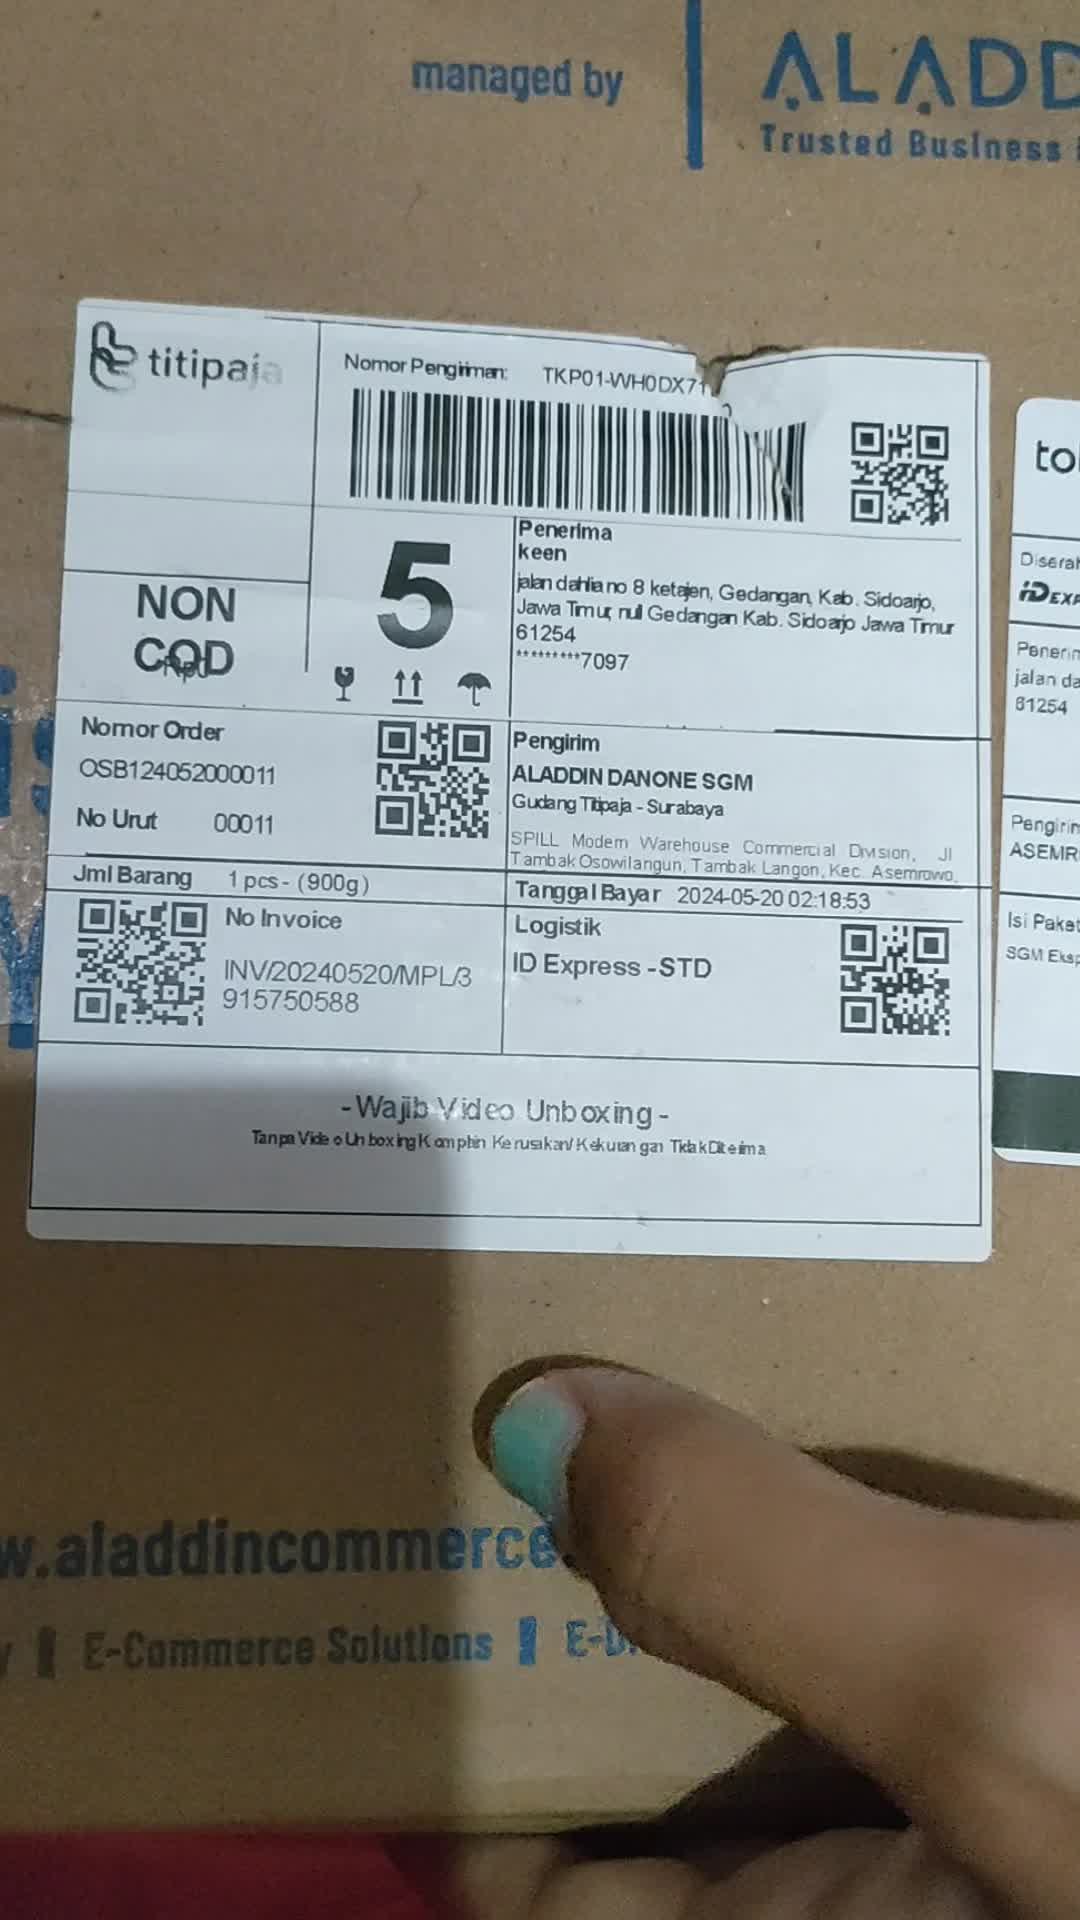 managed by
ALADD
Trusted Business
titipaja
Nomor Pengiriman: TKP01-WH0DX71
NON
COD
5
Penerima
keen
jalan dahlia no 8 ketajen, Gedangan, Kab. Sidoarjo,
Jawa Timur, null Gedangan Kab. Sidoarjo Jawa Timur
61254
*********7097
Nomor Order
OSB124052000011
No Urut 00011
Pengirim
ALADDIN DANONE SGM
Gudang Titipaja - Surabaya
SPILL Modern Warehouse Commercial Division, Jl
Tambak Osowilangun, Tambak Langon, Kec. Asemrowo,
Jml Barang 1 pcs - (900g)
Tanggal Bayar 2024-05-20 02:18:53
No Invoice
INV/20240520/MPL/3
915750588
Logistik
ID Express - STD
-Wajib Video Unboxing-
Tanpa Video Unboxing Komplain Kerusakan/Kekurangan Tidak Diterima
to
Diserah
iDEXP
Penerim
jalan da
61254
Pengirim
ASEMR
Isi Paket
SGM Eksp
w.aladdincommerce.
y | E-Commerce Solutions | E-